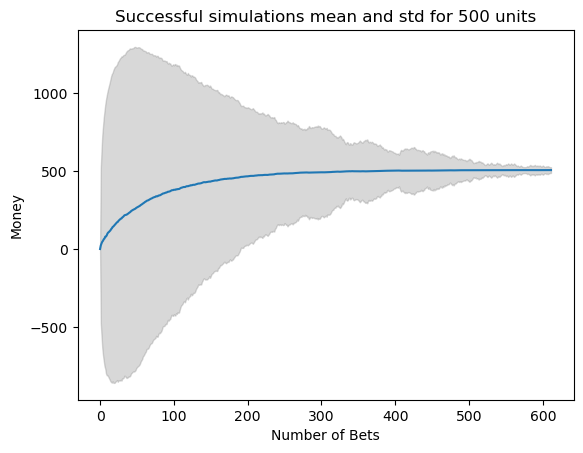 Successful simulations mean and std for 500 units
Money
1000
500
0
−500
0 100 200 300 400 500 600
Number of Bets